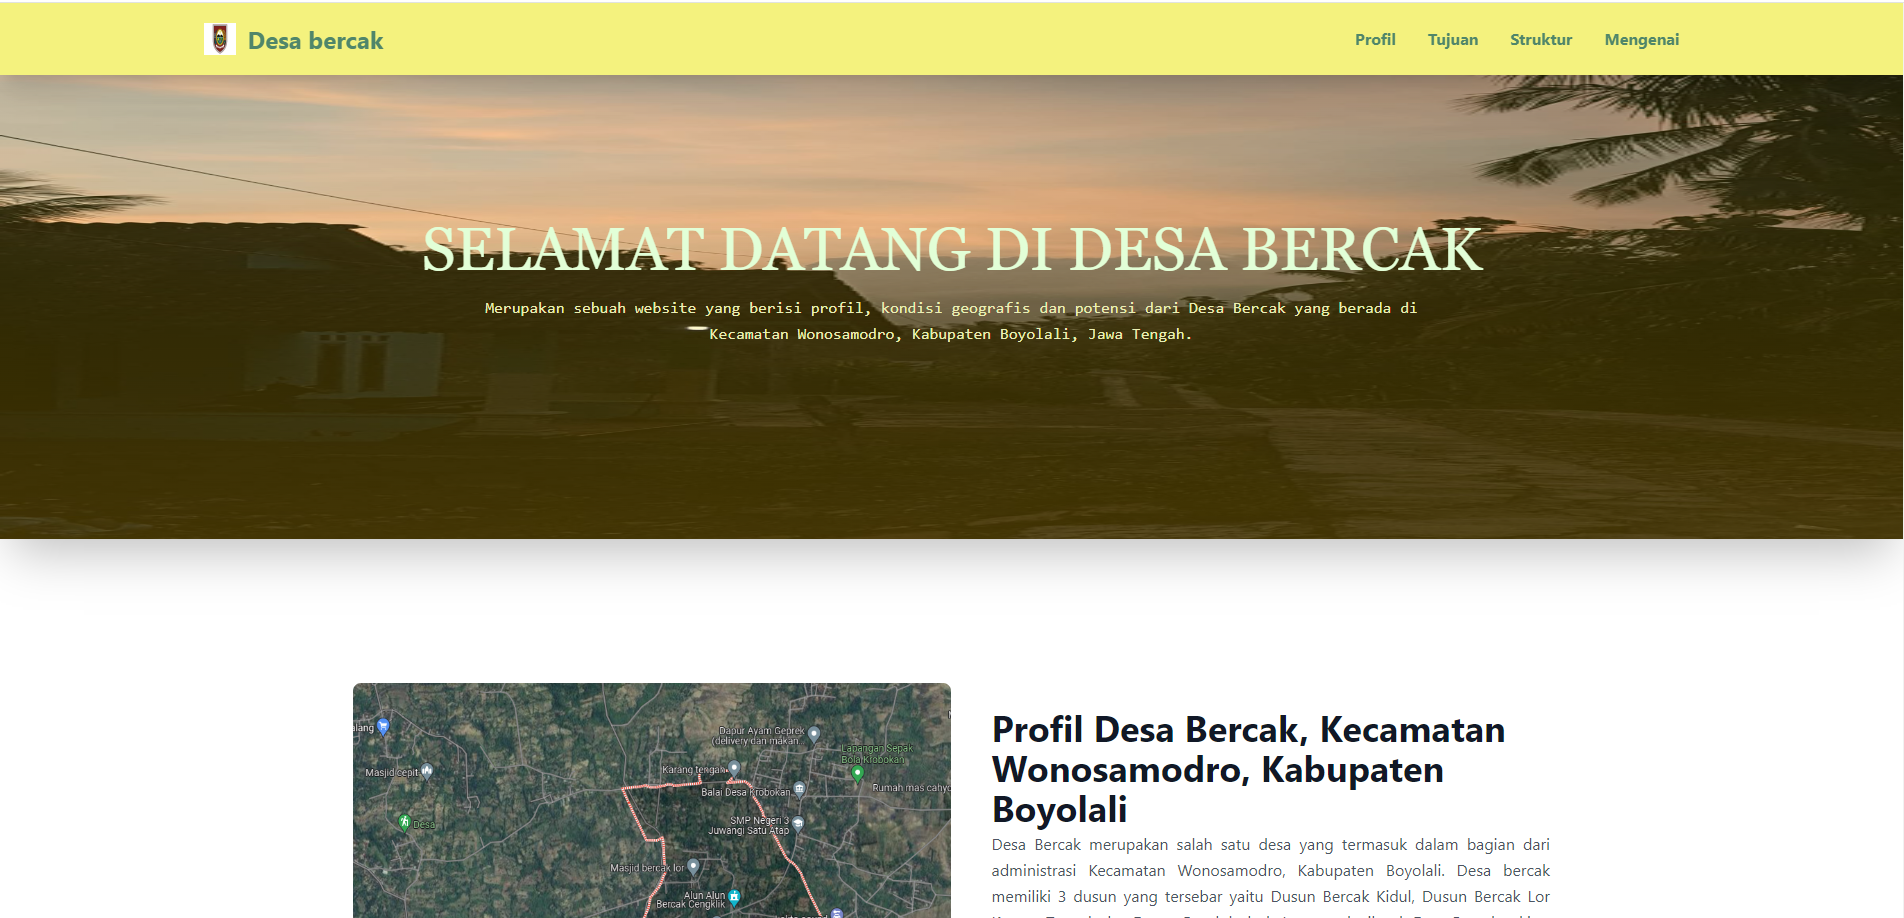 Desa bercak
Profil
Tujuan
Struktur
Mengenai
SELAMAT DATANG DI DESA BERCAK
Merupakan sebuah website yang berisi profil, kondisi geografis dan potensi dari Desa Bercak yang berada di
Kecamatan Wonosamodro, Kabupaten Boyolali, Jawa Tengah.
alang
Dapur Ayam Geprek
(delivery dan makan...
Lapangan Sepak
Bola Krobokan
Masjid cepit
Karang tengah
Balai Desa Krobokan
Rumah mas cahyo
Desa
SMP Negeri 3
Juwangi Satu Atap
Masjid bercak lor
Alun Alun
Bercak Cengklik
Profil Desa Bercak, Kecamatan
Wonosamodro, Kabupaten
Boyolali
Desa Bercak merupakan salah satu desa yang termasuk dalam bagian dari
administrasi Kecamatan Wonosamodro, Kabupaten Boyolali. Desa bercak
memiliki 3 dusun yang tersebar yaitu Dusun Bercak Kidul, Dusun Bercak Lor